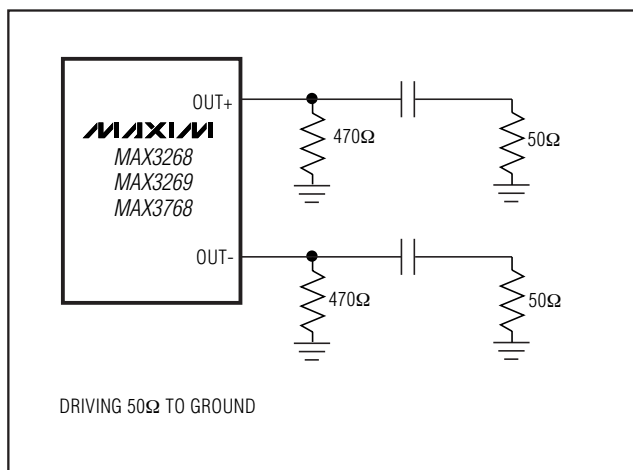 OUT+
MAXIM
MAX3268
MAX3269
MAX3768
470Ω
50Ω
OUT-
470Ω
50Ω
DRIVING 50Ω TO GROUND